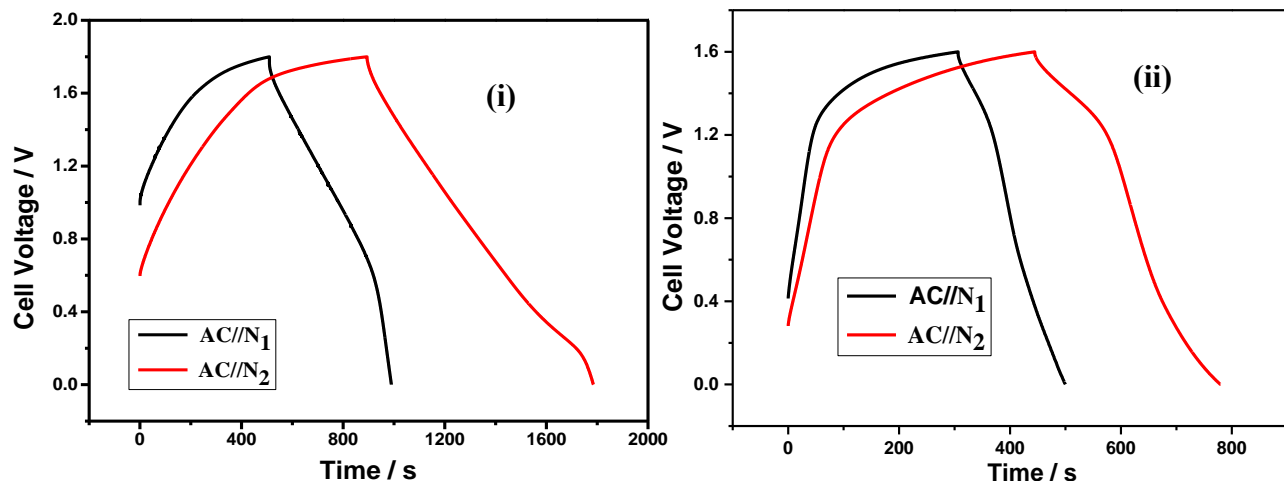 2.0
1.6
1.2
0.8
0.4
0.0
Cell Voltage / V
(i)
AC//N1
AC//N2
0 400 800 1200 1600 2000
Time / s
1.6
1.2
0.8
0.4
0.0
Cell Voltage / V
(ii)
AC//N1
AC//N2
0 200 400 600 800
Time / s